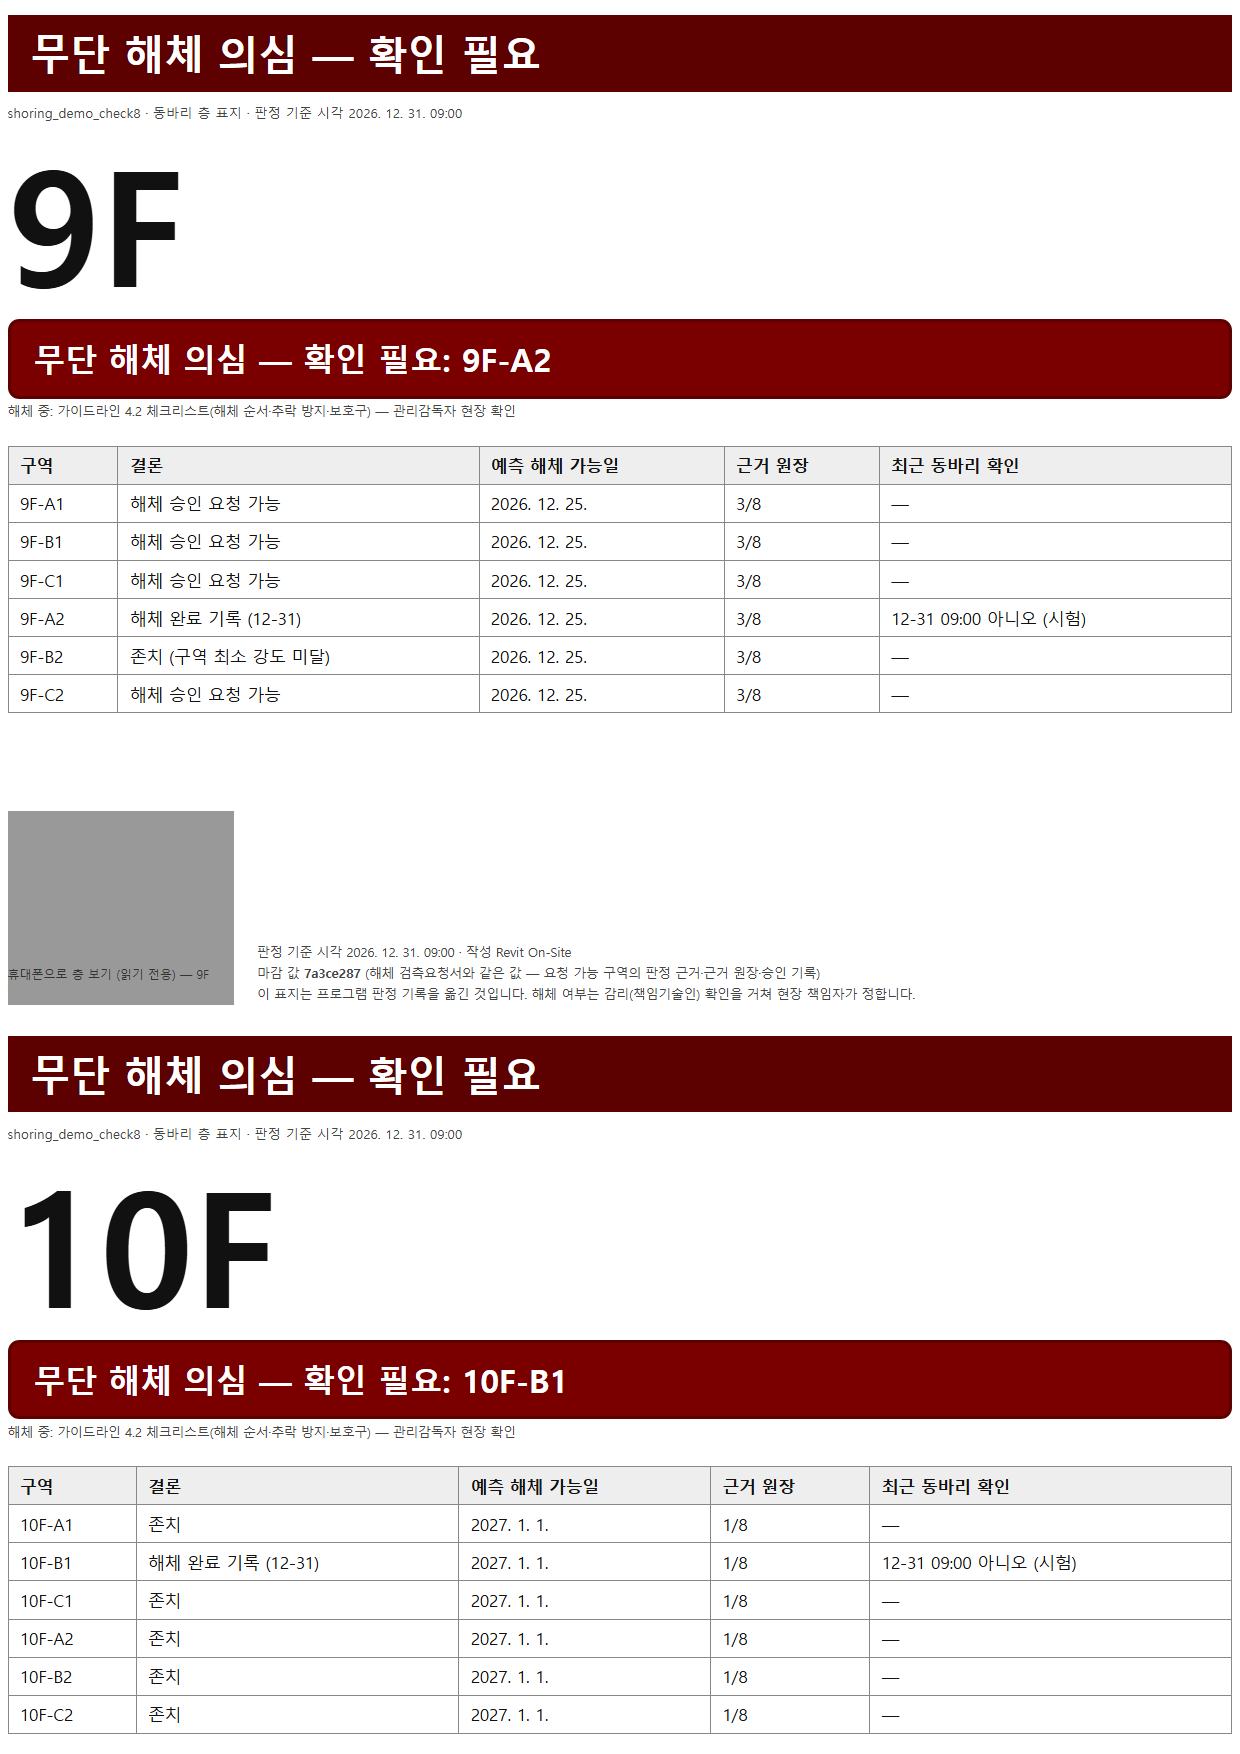 무단 해체 의심 — 확인 필요
shoring_demo_check8 · 동바리 층 표지 · 판정 기준 시각 2026. 12. 31. 09:00
9F
무단 해체 의심 — 확인 필요: 9F-A2
해체 중: 가이드라인 4.2 체크리스트(해체 순서·추락 방지·보호구) — 관리감독자 현장 확인
구역 결론 예측 해체 가능일 근거 원장 최근 동바리 확인
9F-A1 해체 승인 요청 가능 2026. 12. 25. 3/8 —
9F-B1 해체 승인 요청 가능 2026. 12. 25. 3/8 —
9F-C1 해체 승인 요청 가능 2026. 12. 25. 3/8 —
9F-A2 해체 완료 기록 (12-31) 2026. 12. 25. 3/8 12-31 09:00 아니오 (시험)
9F-B2 존치 (구역 최소 강도 미달) 2026. 12. 25. 3/8 —
9F-C2 해체 승인 요청 가능 2026. 12. 25. 3/8 —
휴대폰으로 층 보기 (읽기 전용) — 9F
판정 기준 시각 2026. 12. 31. 09:00 · 작성 Revit On-Site
마감 값 7a3ce287 (해체 검측요청서와 같은 값 — 요청 가능 구역의 판정 근거·근거 원장·승인 기록)
이 표지는 프로그램 판정 기록을 옮긴 것입니다. 해체 여부는 감리(책임기술인) 확인을 거쳐 현장 책임자가 정합니다.
무단 해체 의심 — 확인 필요
shoring_demo_check8 · 동바리 층 표지 · 판정 기준 시각 2026. 12. 31. 09:00
10F
무단 해체 의심 — 확인 필요: 10F-B1
해체 중: 가이드라인 4.2 체크리스트(해체 순서·추락 방지·보호구) — 관리감독자 현장 확인
구역 결론 예측 해체 가능일 근거 원장 최근 동바리 확인
10F-A1 존치 2027. 1. 1. 1/8 —
10F-B1 해체 완료 기록 (12-31) 2027. 1. 1. 1/8 12-31 09:00 아니오 (시험)
10F-C1 존치 2027. 1. 1. 1/8 —
10F-A2 존치 2027. 1. 1. 1/8 —
10F-B2 존치 2027. 1. 1. 1/8 —
10F-C2 존치 2027. 1. 1. 1/8 —